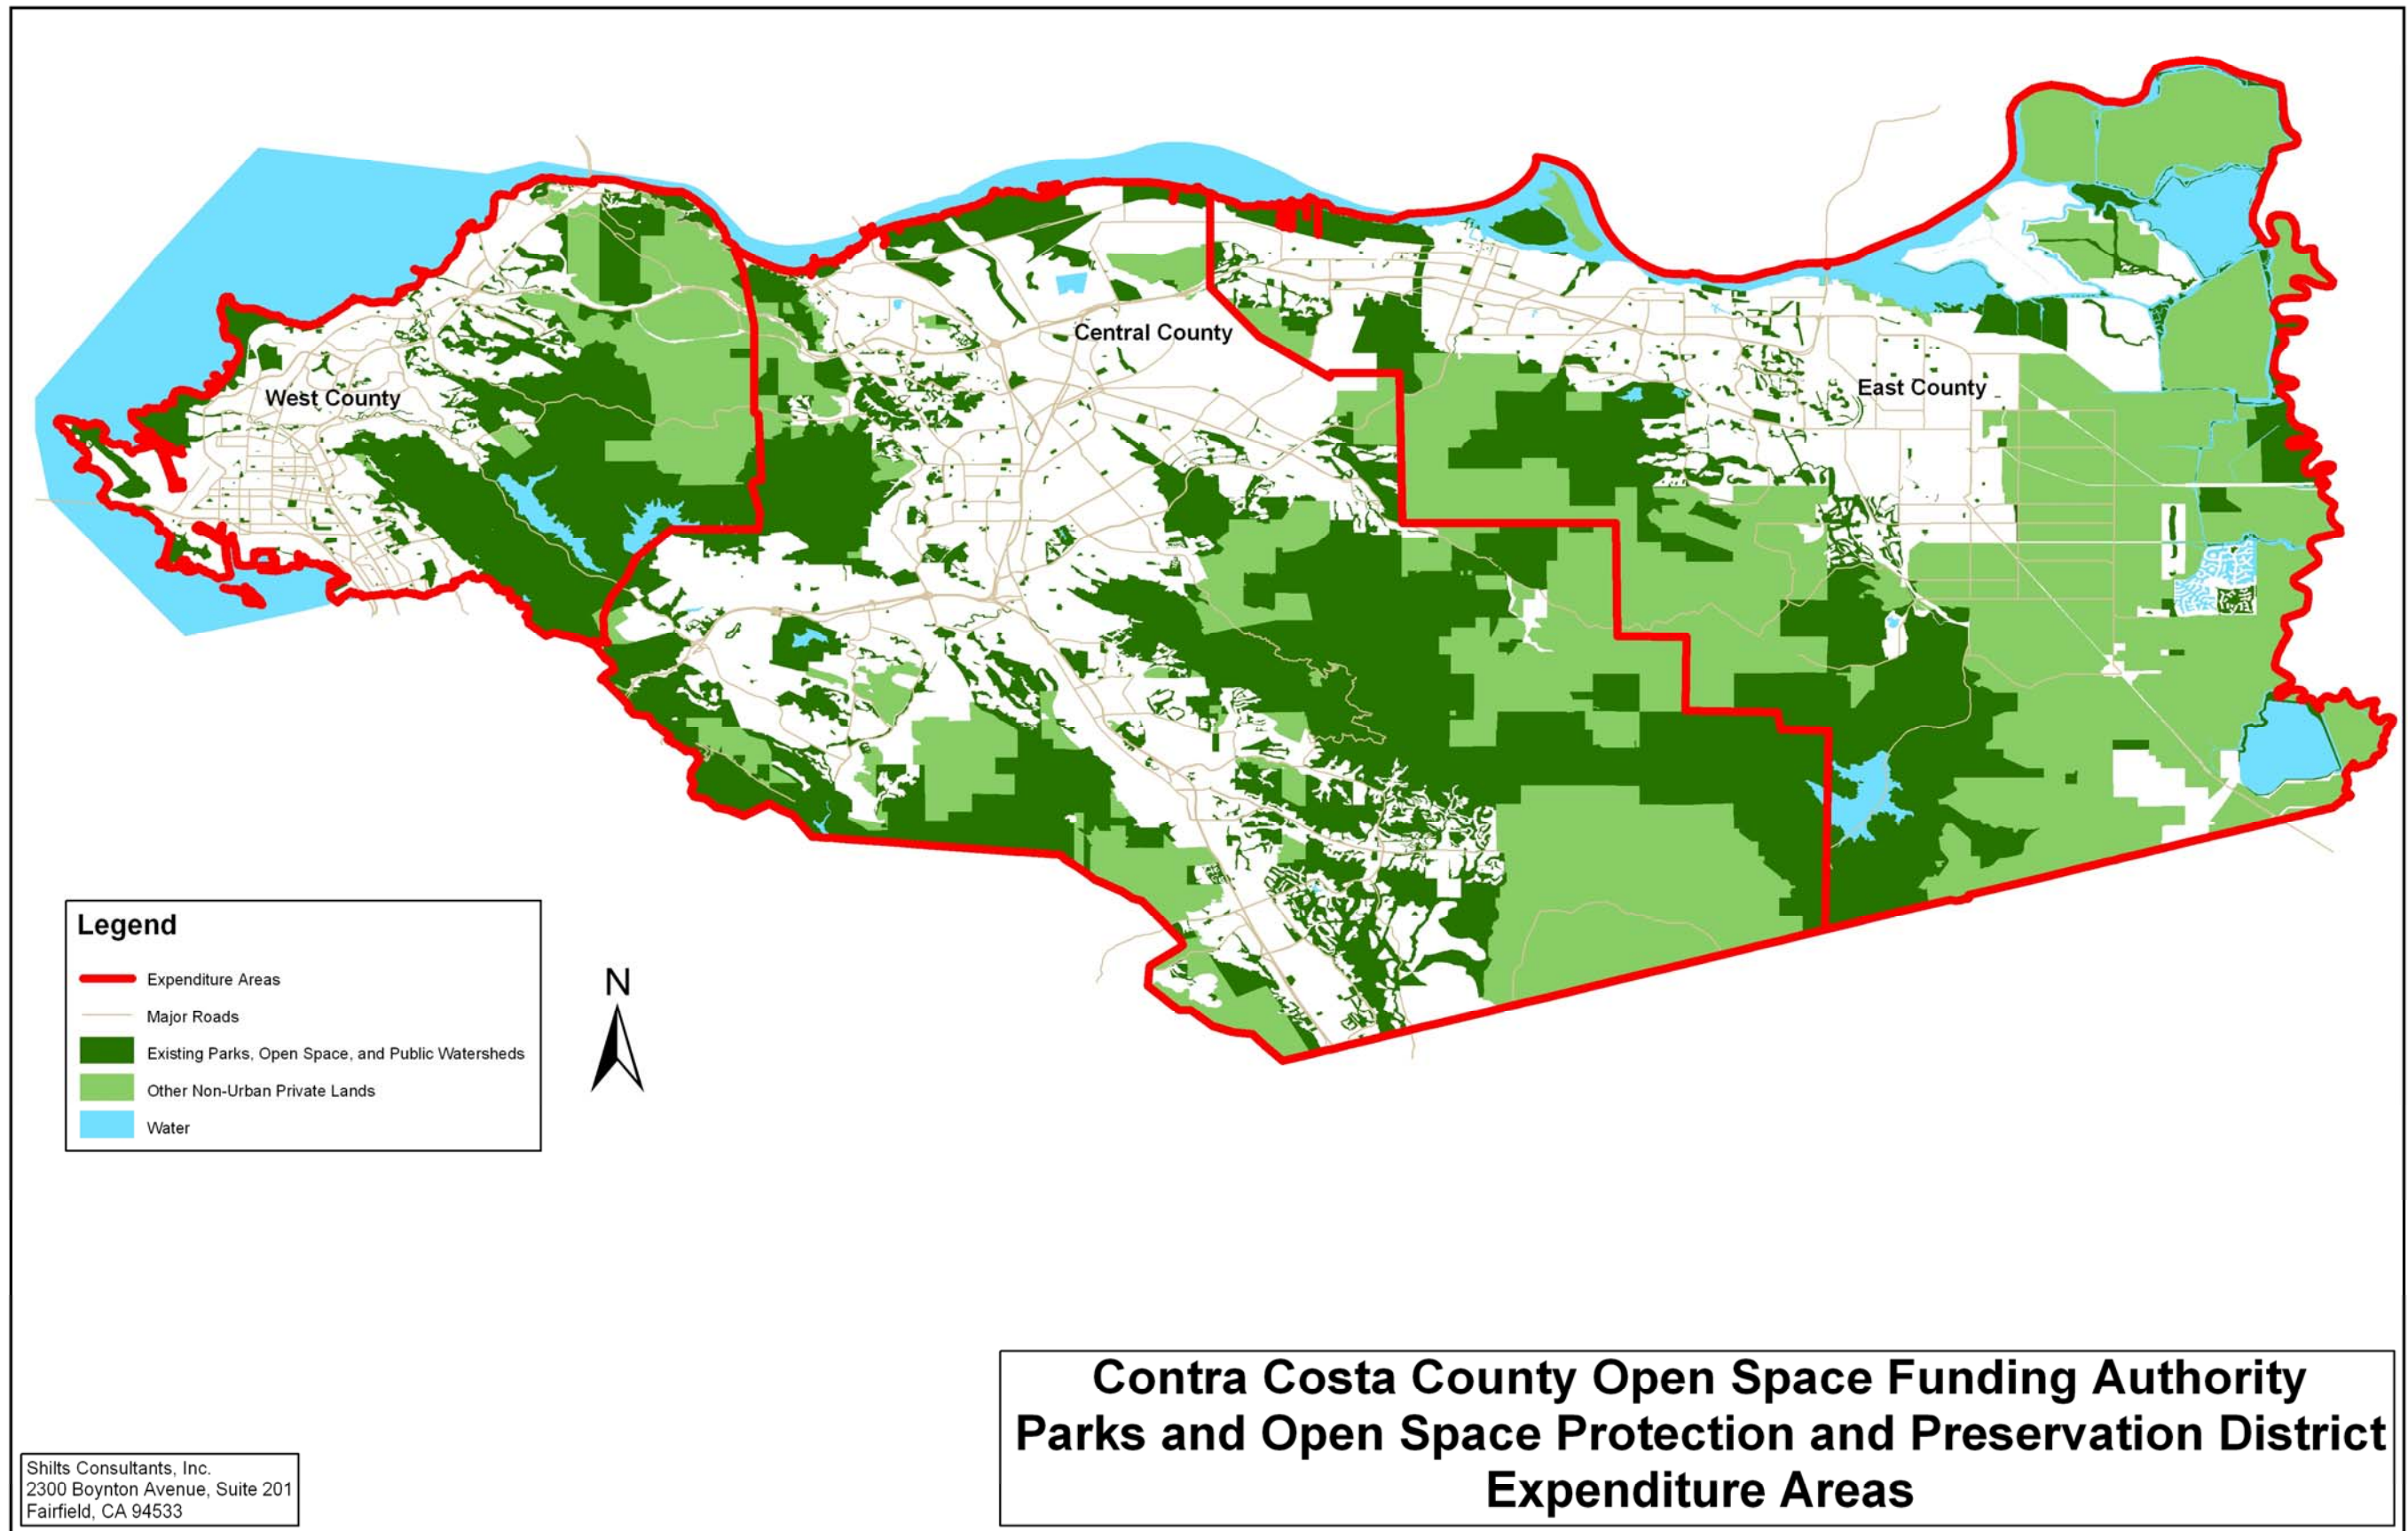 West County
Central County
East County
Legend
Expenditure Areas
Major Roads
Existing Parks, Open Space, and Public Watersheds
Other Non-Urban Private Lands
Water
N
Contra Costa County Open Space Funding Authority
Parks and Open Space Protection and Preservation District
Expenditure Areas
Shilts Consultants, Inc.
2300 Boynton Avenue, Suite 201
Fairfield, CA 94533